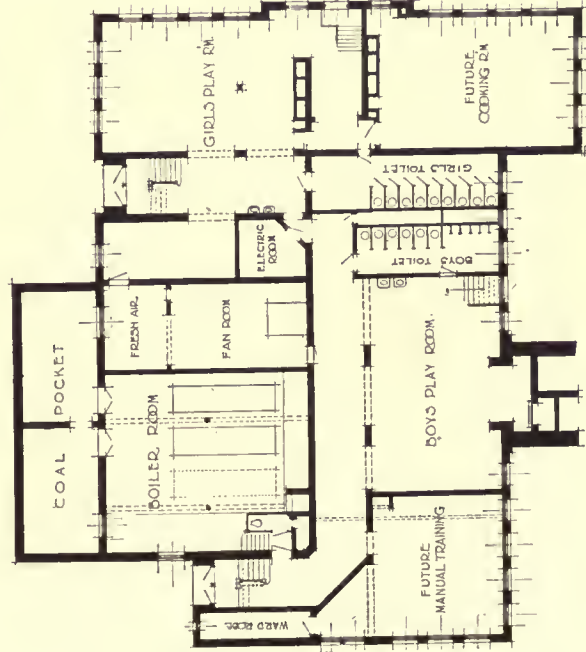 GIRLS PLAY RM.
FUTURE
COOKING RM.
GIRLS TOILET
BOYS TOILET
ELECTRIC
ROOM
FRESH AIR.
FAN ROOM
COAL POCKET
BOILER ROOM
BOYS PLAY ROOM.
FUTURE
MANUAL TRAINING
WARD ROBE.